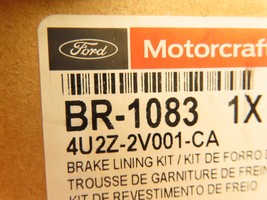 Ford Motorcraf
BR-1083 1X
4U2Z-2V001-CA
BRAKE LINING KIT / KIT DE FORRO D
TROUSSE DE GARNITURE DE FREIN
KIT DE REVESTIMENTO DE FREIO